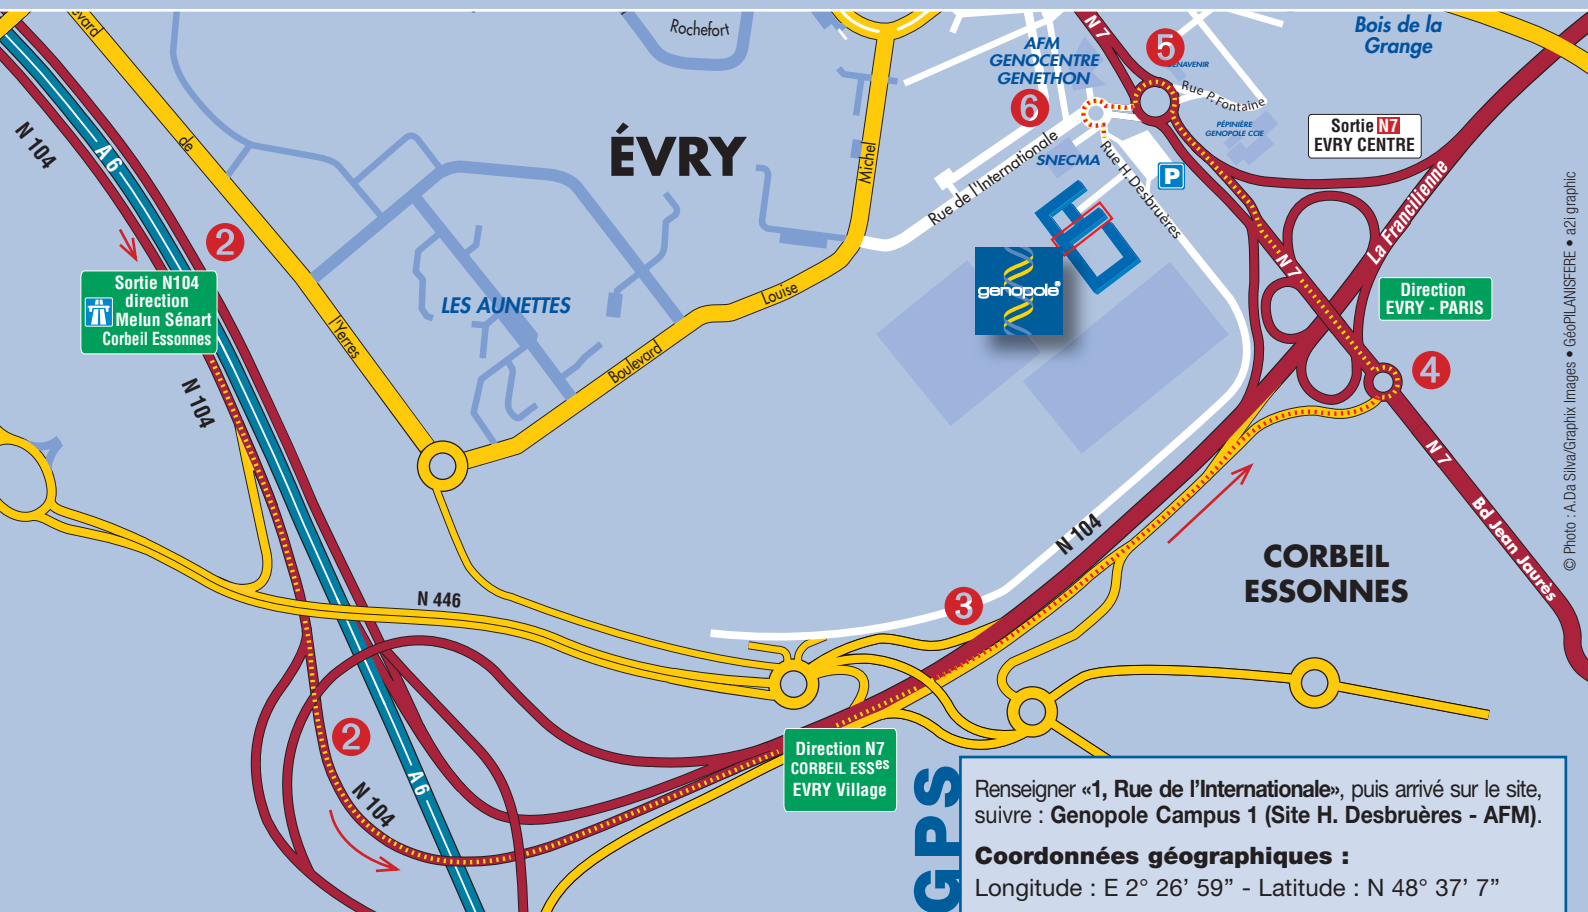 evard
Rochefort
N 7
5
Bois de la
Grange
AFM
GENOCENTRE
GENETHON
Rue P. Fontaine
6
PÉPINIÈRE
GENOPOLE CCIE
Sortie N7
EVRY CENTRE
N 104
A 6
de
ÉVRY
Michel
Rue de l'Internationale
SNECMA
Rue H. Desbruères
P
La Francilienne
2
Sortie N104
direction
Melun Sénart
Corbeil Essonnes
LES AUNETTES
Louise
genopole®
N 7
Direction
EVRY - PARIS
l'Yerres
Boulevard
4
N 104
N 7
Bd Jean Jaurès
N 104
CORBEIL
ESSONNES
N 446
3
2
N 104
A 6
Direction N7
CORBEIL ESSes
EVRY Village
GPS
Renseigner «1, Rue de l'Internationale», puis arrivé sur le site,
suivre : Genopole Campus 1 (Site H. Desbruères - AFM).
Coordonnées géographiques :
Longitude : E 2° 26' 59" - Latitude : N 48° 37' 7"
© Photo : A.Da Silva/Graphix Images • GéoPILANISFERE • a2i graphic